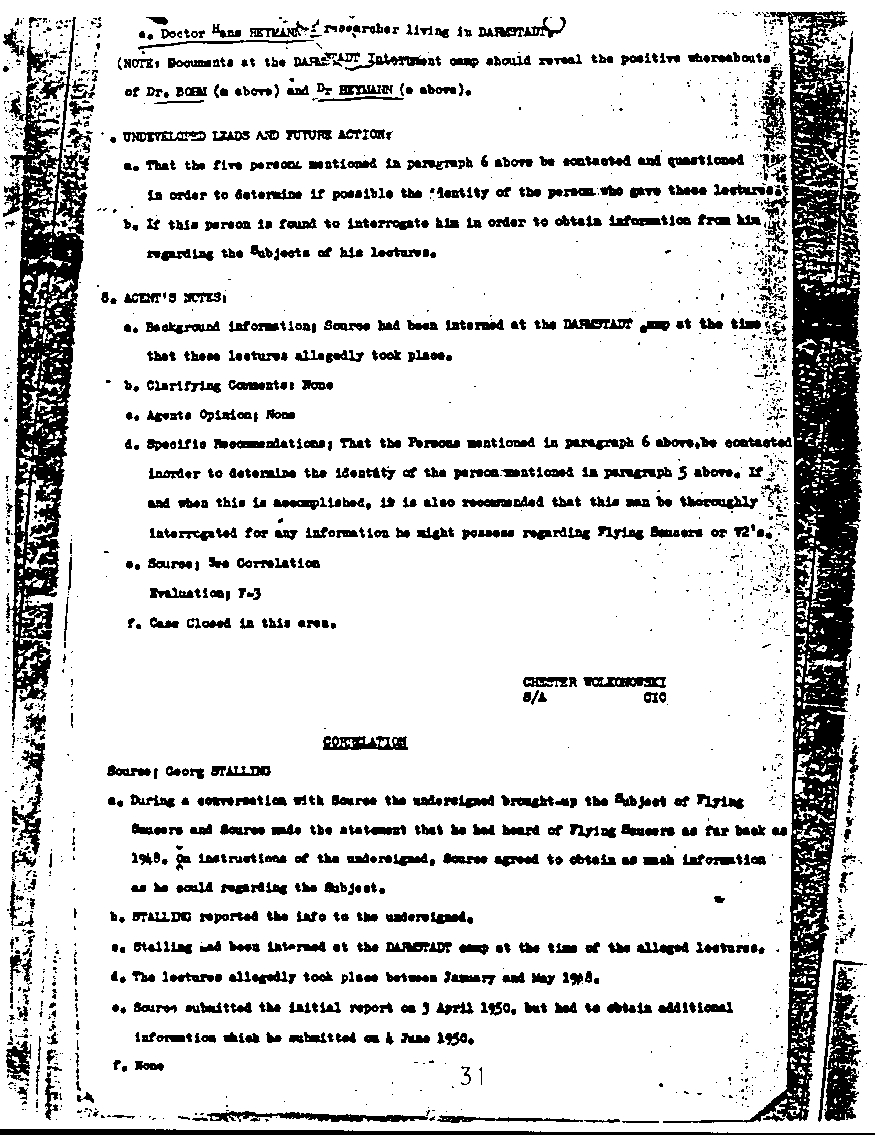 e. Doctor Hans HEYMANN researcher living in DARMSTADT.
(NOTE: Documents at the DARMSTADT Internment camp should reveal the positive whereabouts
of Dr. BOHM (a above) and Dr HEYMANN (e above).
. UNDEVELOPED LEADS AND FUTURE ACTION:
a. That the five persons mentioned in paragraph 6 above be contacted and questioned
in order to determine if possible the identity of the person who gave these lectures.
b. If this person is found to interrogate him in order to obtain information from him
regarding the Subjects of his lectures.
8. AGENT'S NOTES:
a. Background information; Source had been interned at the DARMSTADT camp at the time
that these lectures allegedly took place.
b. Clarifying Comments: None
c. Agents Opinion; None
d. Specific Recommendations; That the Persons mentioned in paragraph 6 above, be contacted
inorder to determine the identity of the person mentioned in paragraph 5 above. If
and when this is accomplished, it is also recommended that this man be thoroughly
interrogated for any information he might possess regarding Flying Saucers or V2's.
e. Source; See Correlation
Evaluation; F-3
f. Case Closed in this area.
CHESTER WOLKONOWSKI
S/A CIC
CORRELATION
Source; Georg STALLING
a. During a conversation with Source the undersigned brought-up the Subject of Flying
Saucers and Source made the statement that he had heard of Flying Saucers as far back as
1948. On instructions of the undersigned, Source agreed to obtain as much information
as he could regarding the Subject.
b. STALLING reported the info to the undersigned.
c. Stalling had been interned at the DARMSTADT camp at the time of the alleged lectures.
d. The lectures allegedly took place between January and May 1948.
e. Source submitted the initial report on 3 April 1950, but had to obtain additional
information which he submitted on 4 June 1950.
f. None
31